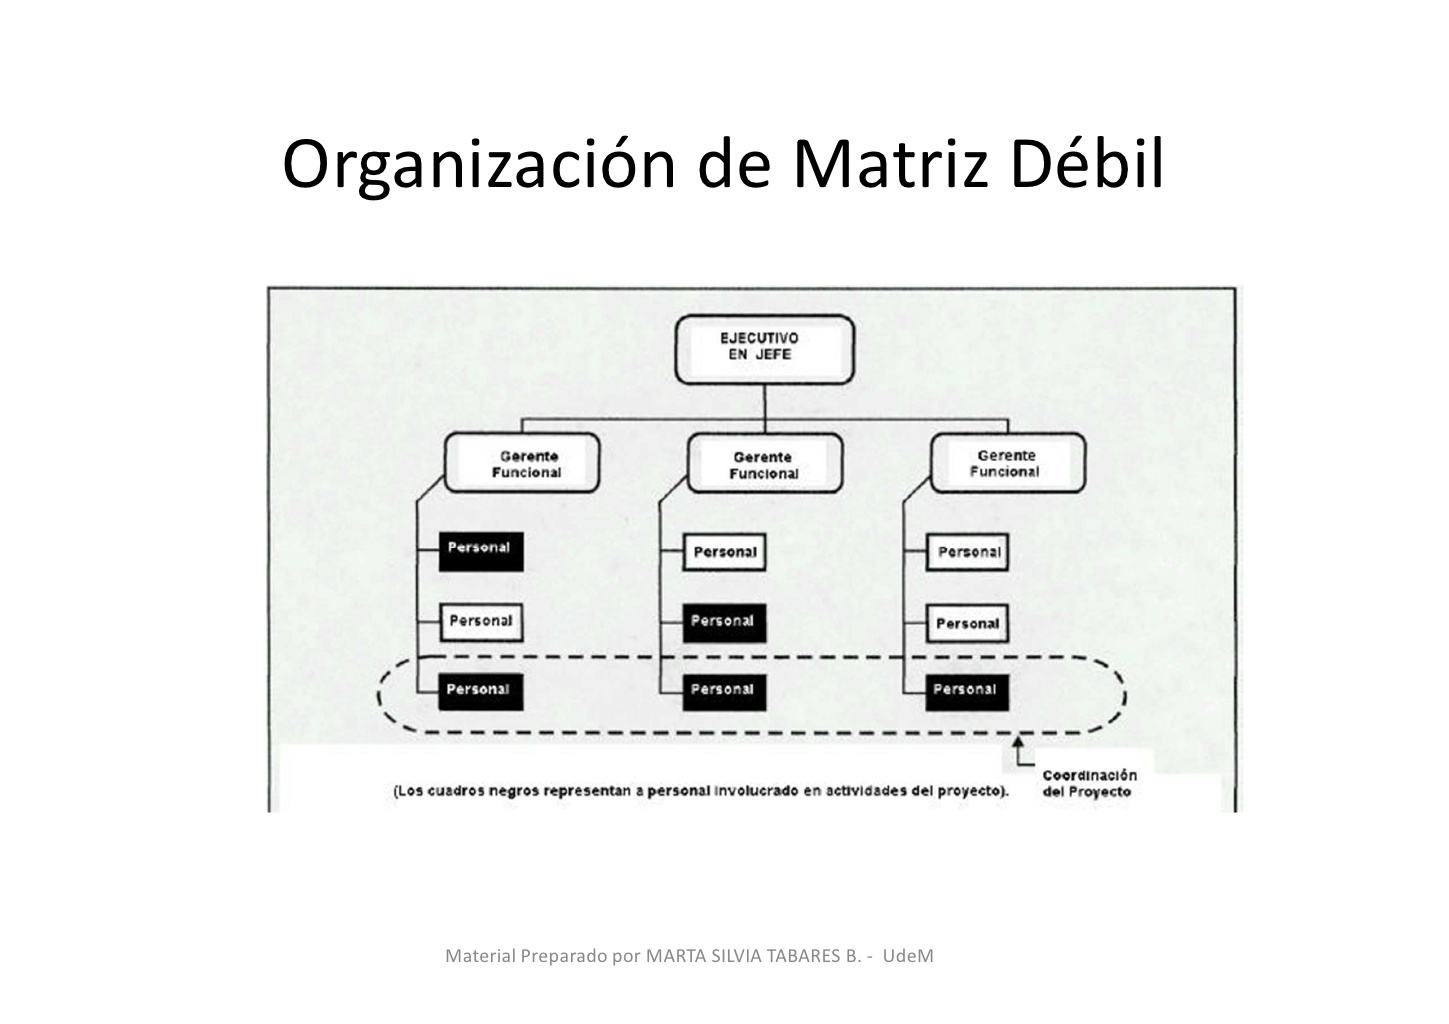 Organización de Matriz Débil
EJECUTIVO
EN JEFE
Gerente
Funcional
Gerente
Funcional
Gerente
Funcional
Personal
Personal
Personal
Personal
Personal
Personal
Personal
Personal
Personal
Coordinación
del Proyecto
(Los cuadros negros representan a personal involucrado en actividades del proyecto).
Material Preparado por MARTA SILVIA TABARES B. - UdeM